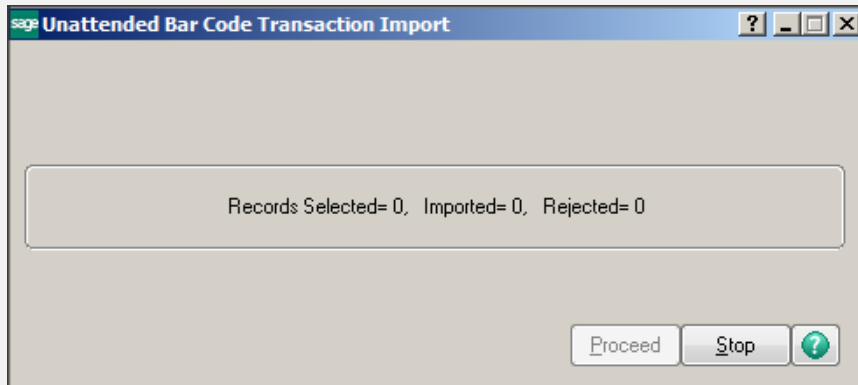 sage Unattended Bar Code Transaction Import
Records Selected= 0, Imported= 0, Rejected= 0
Proceed Stop